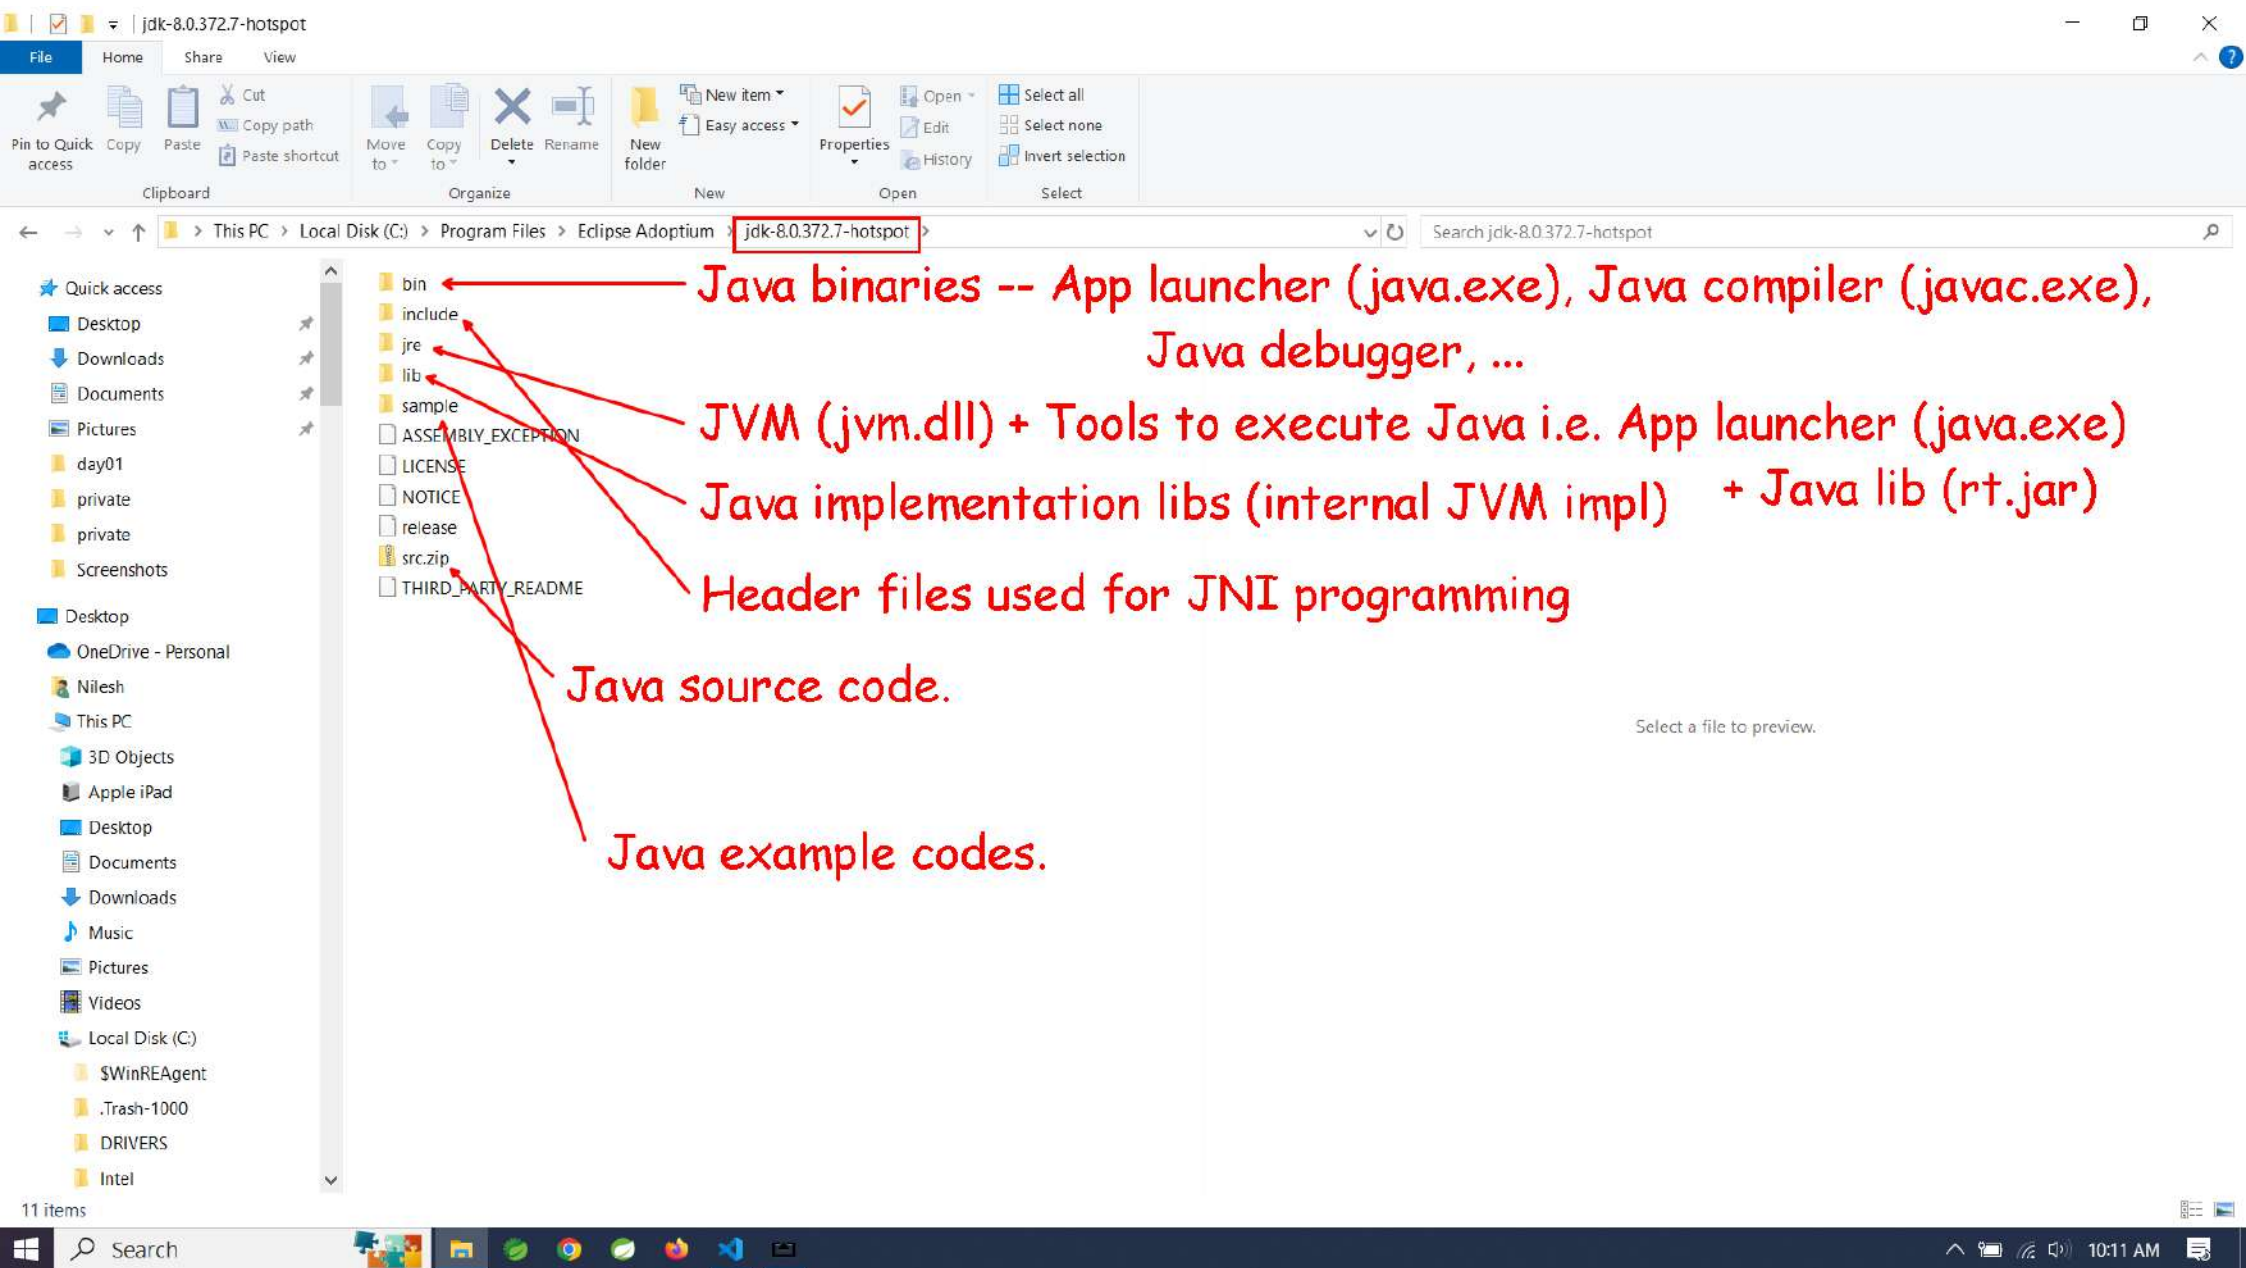 jdk-8.0.372.7-hotspot
File Home Share View
Pin to Quick access
Copy
Paste
Cut
Copy path
Paste shortcut
Clipboard
Move to
Copy to
Delete
Rename
Organize
New folder
New item
Easy access
New
Properties
Open
Edit
History
Open
Select all
Select none
Invert selection
Select
This PC > Local Disk (C:) > Program Files > Eclipse Adoptium > jdk-8.0.372.7-hotspot >
Search jdk-8.0.372.7-hotspot
Quick access
Desktop
Downloads
Documents
Pictures
day01
private
private
Screenshots
Desktop
OneDrive - Personal
Nilesh
This PC
3D Objects
Apple iPad
Desktop
Documents
Downloads
Music
Pictures
Videos
Local Disk (C:)
$WinREAgent
.Trash-1000
DRIVERS
Intel
bin
include
jre
lib
sample
ASSEMBLY_EXCEPTION
LICENSE
NOTICE
release
src.zip
THIRD_PARTY_README
Java binaries -- App launcher (java.exe), Java compiler (javac.exe),
Java debugger, ...
JVM (jvm.dll) + Tools to execute Java i.e. App launcher (java.exe)
+ Java lib (rt.jar)
Java implementation libs (internal JVM impl)
Header files used for JNI programming
Java source code.
Java example codes.
Select a file to preview.
11 items
Search
10:11 AM